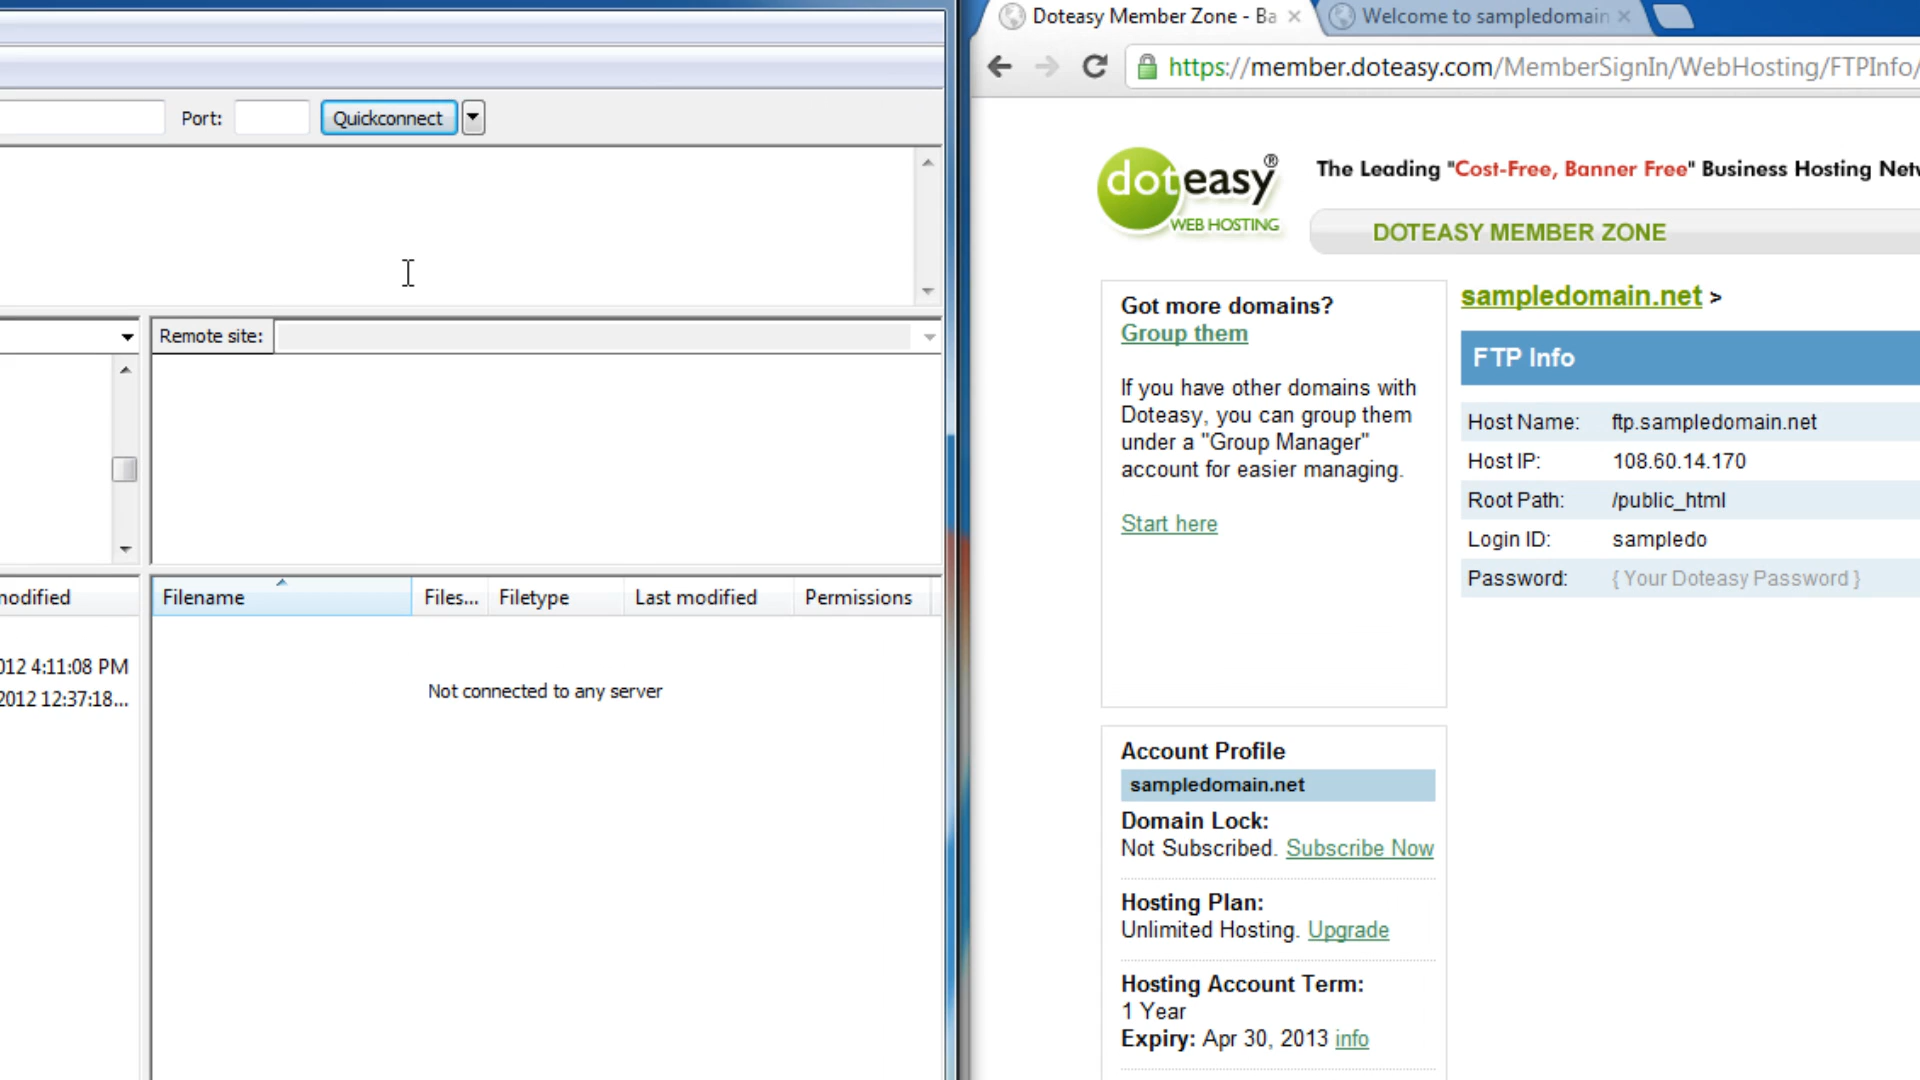 Port:
Quickconnect
Remote site:
nodified
Filename
Files...
Filetype
Last modified
Permissions
012 4:11:08 PM
2012 12:37:18...
Not connected to any server
Doteasy Member Zone - Ba
Welcome to sampledomain
https://member.doteasy.com/MemberSignIn/WebHosting/FTPInfo/
doteasy®
WEB HOSTING
The Leading "Cost-Free, Banner Free" Business Hosting Netw
DOTEASY MEMBER ZONE
Got more domains?
Group them
If you have other domains with
Doteasy, you can group them
under a "Group Manager"
account for easier managing.
Start here
Account Profile
sampledomain.net
Domain Lock:
Not Subscribed. Subscribe Now
Hosting Plan:
Unlimited Hosting. Upgrade
Hosting Account Term:
1 Year
Expiry: Apr 30, 2013 info
sampledomain.net >
FTP Info
Host Name: ftp.sampledomain.net
Host IP: 108.60.14.170
Root Path: /public_html
Login ID: sampledo
Password: { Your Doteasy Password }